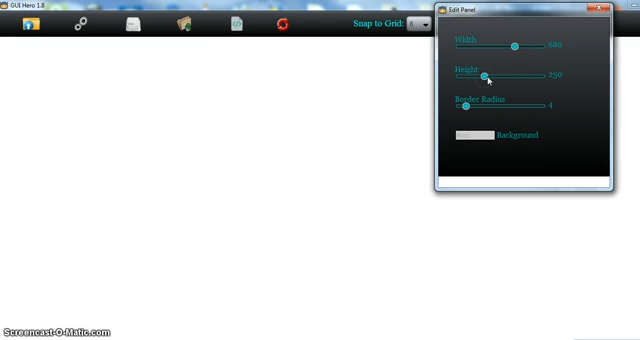 GUI Hero 1.8
Snap to Grid:
Edit Panel
Width
680
Height
250
Border Radius
4
Background
Screencast-O-Matic.com